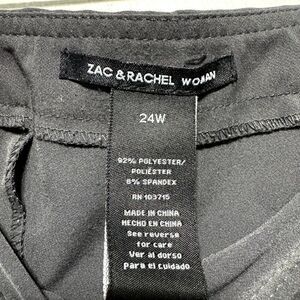 ZAC & RACHEL WOMAN
24W
92% POLYESTER/
POLIÉSTER
8% SPANDEX
RN 103715
MADE IN CHINA
HECHO EN CHINA
See reverse
for care
Ver al dorso
para el cuidado